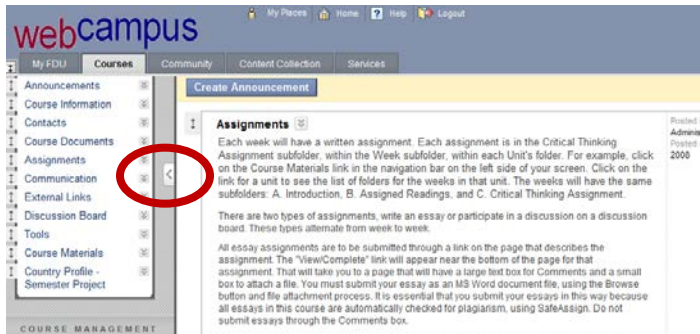 My Places Home ? Help Logout
webcampus
My FDU Courses Community Content Collection Services
Announcements
Course Information
Contacts
Course Documents
Assignments
Communication
External Links
Discussion Board
Tools
Course Materials
Country Profile -
Semester Project
COURSE MANAGEMENT
Create Announcement
Assignments
Each week will have a written assignment. Each assignment is in the Critical Thinking
Assignment subfolder, within the Week subfolder, within each Unit's folder. For example, click
on the Course Materials link in the navigation bar on the left side of your screen. Click on the
link for a unit to see the list of folders for the weeks in that unit. The weeks will have the same
subfolders: A. Introduction, B. Assigned Readings, and C. Critical Thinking Assignment.
There are two types of assignments, write an essay or participate in a discussion on a discussion
board. These types alternate from week to week.
All essay assignments are to be submitted through a link on the page that describes the
assignment. The "View/Complete" link will appear near the bottom of the page for that
assignment. That will take you to a page that will have a large text box for Comments and a small
box to attach a file. You must submit your essay as an MS Word document file, using the Browse
button and file attachment process. It is essential that you submit your essays in this way because
all essays in this course are automatically checked for plagiarism, using SafeAssign. Do not
submit essays through the Comments box.
Posted
Adminis
Posted
2008